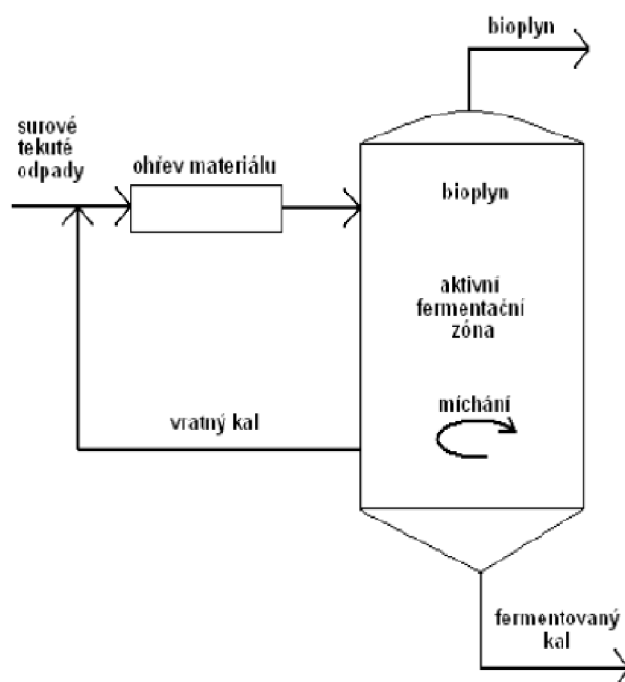 bioplyn
surové
tekuté
odpady
ohřev materiálu
bioplyn
aktivní
fermentační
zóna
míchání
vratný kal
fermentovaný
kal